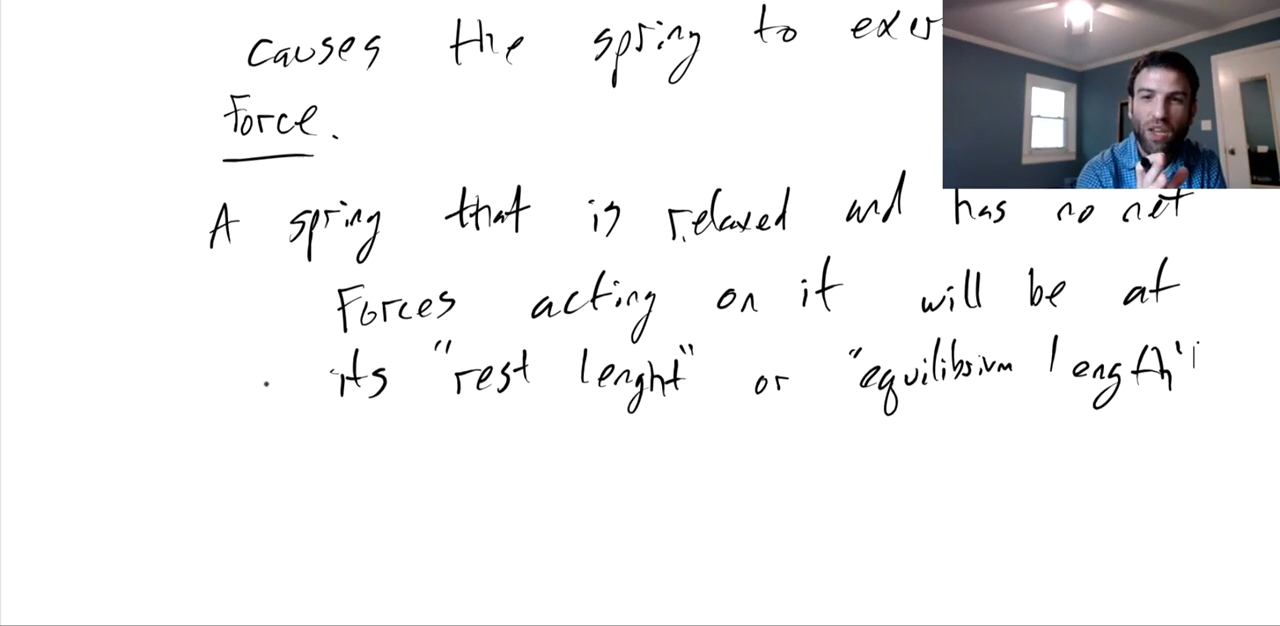 causes the spring to
force.
A spring that is relaxed and has no net
Forces acting on it will be at
its "rest lenght" or "equilibrium length"